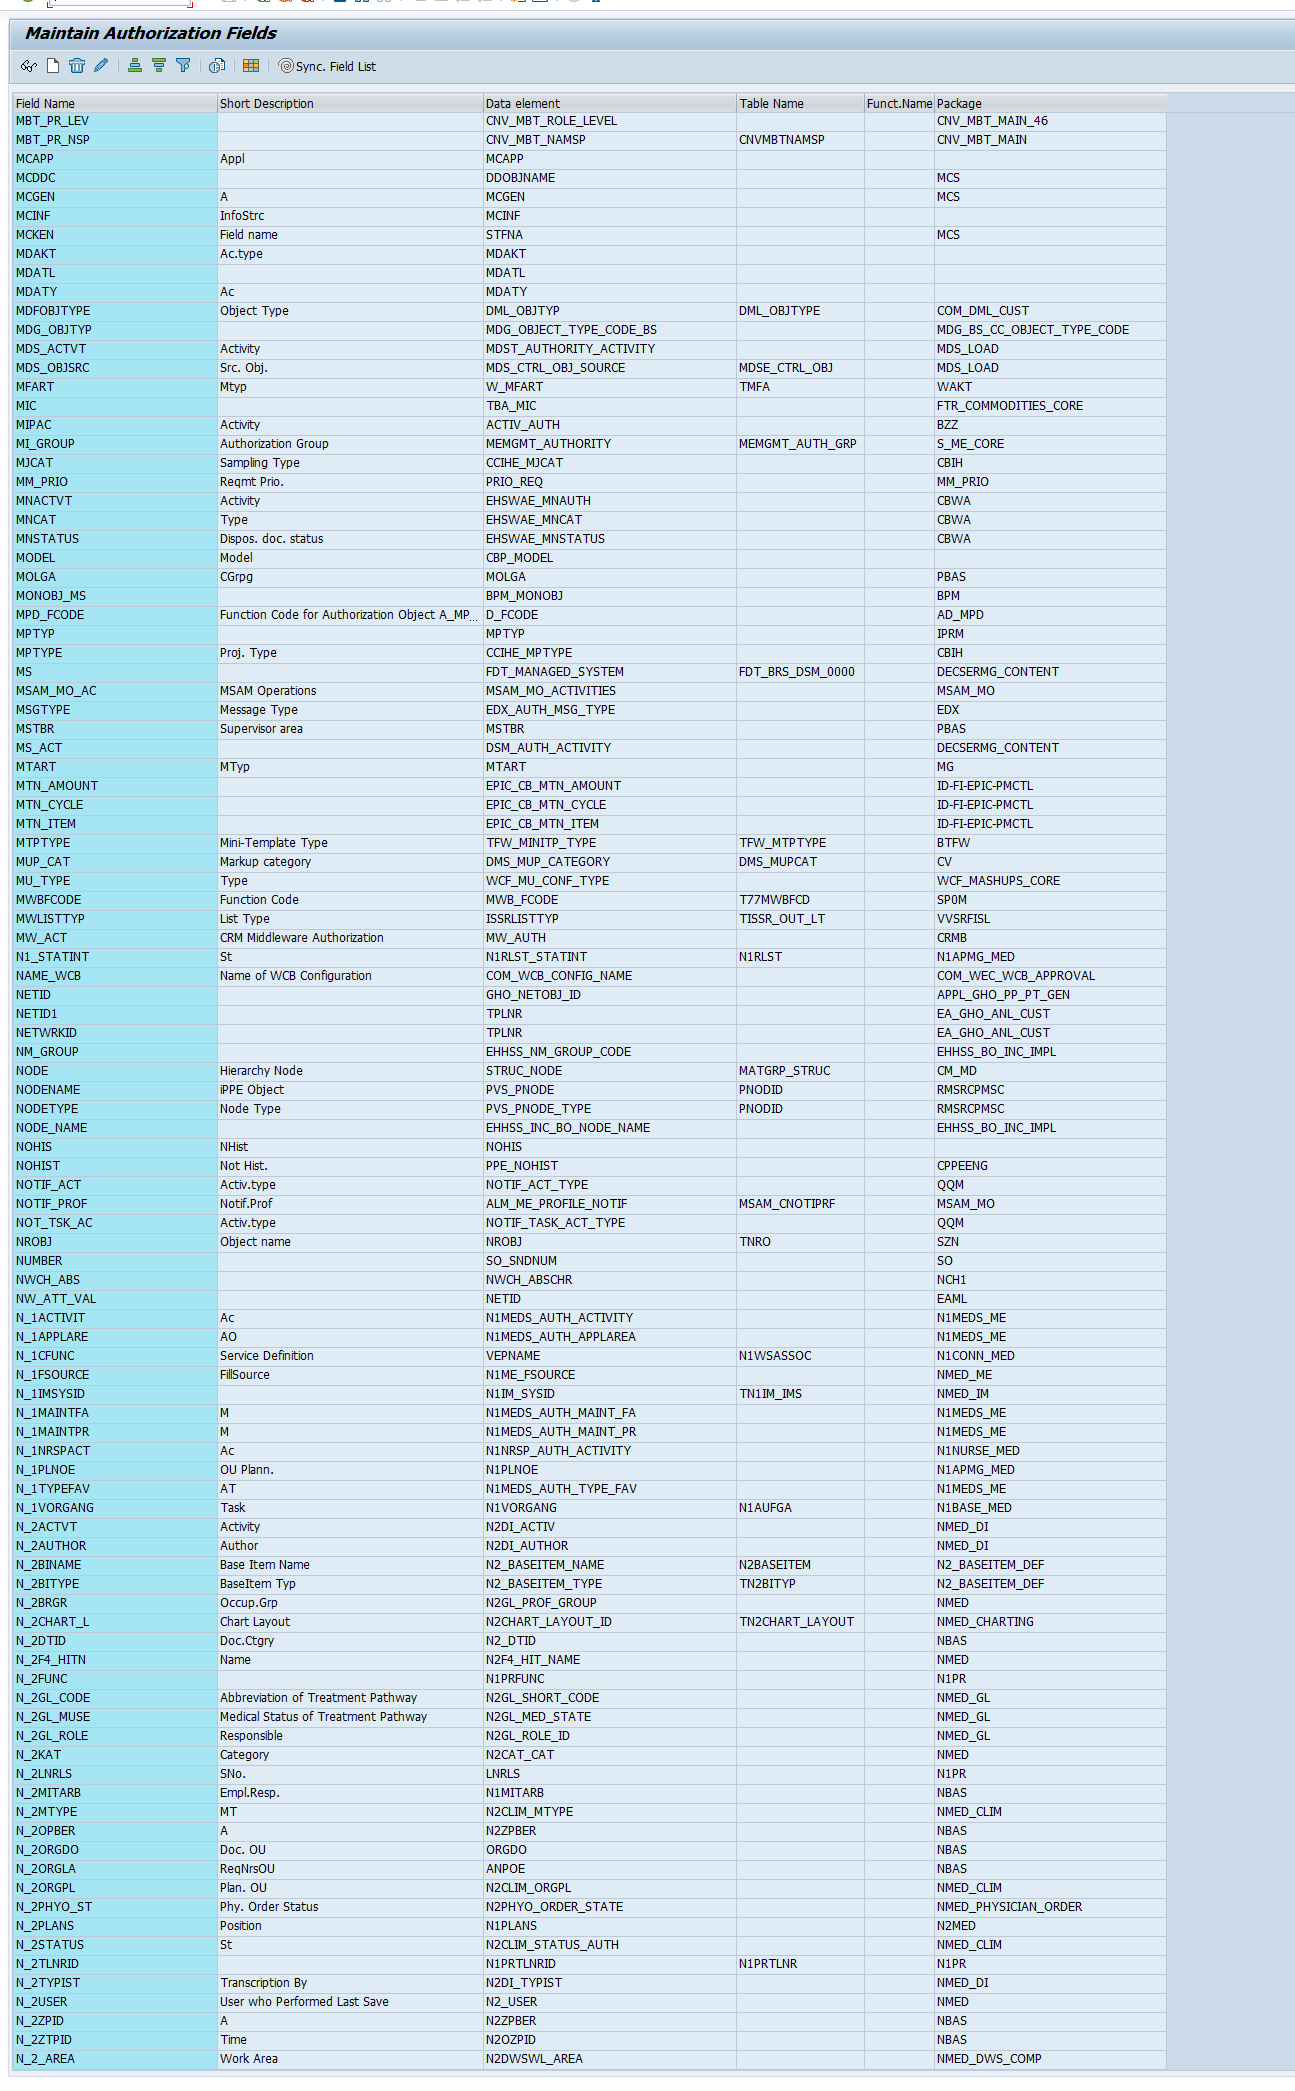 Maintain Authorization Fields
Sync. Field List
Field Name Short Description Data element Table Name Funct.Name Package
MBT_PR_LEV CNV_MBT_ROLE_LEVEL CNV_MBT_MAIN_46
MBT_PR_NSP CNV_MBT_NAMSP CNVMBTNAMSP CNV_MBT_MAIN
MCAPP Appl MCAPP
MCDDC DDOBJNAME MCS
MCGEN A MCGEN MCS
MCINF InfoStrc MCINF
MCKEN Field name STFNA MCS
MDAKT Ac.type MDAKT
MDATL MDATL
MDATY Ac MDATY
MDFOBJTYPE Object Type DML_OBJTYP DML_OBJTYPE COM_DML_CUST
MDG_OBJTYP MDG_OBJECT_TYPE_CODE_BS MDG_BS_CC_OBJECT_TYPE_CODE
MDS_ACTVT Activity MDST_AUTHORITY_ACTIVITY MDS_LOAD
MDS_OBJSRC Src. Obj. MDS_CTRL_OBJ_SOURCE MDSE_CTRL_OBJ MDS_LOAD
MFART Mtyp W_MFART TMFA WAKT
MIC TBA_MIC FTR_COMMODITIES_CORE
MIPAC Activity ACTIV_AUTH BZZ
MI_GROUP Authorization Group MEMGMT_AUTHORITY MEMGMT_AUTH_GRP S_ME_CORE
MJCAT Sampling Type CCIHE_MJCAT CBIH
MM_PRIO Reqmt Prio. PRIO_REQ MM_PRIO
MNACTVT Activity EHSWAE_MNAUTH CBWA
MNCAT Type EHSWAE_MNCAT CBWA
MNSTATUS Dispos. doc. status EHSWAE_MNSTATUS CBWA
MODEL Model CBP_MODEL
MOLGA CGrpg MOLGA PBAS
MONOBJ_MS BPM_MONOBJ BPM
MPD_FCODE Function Code for Authorization Object A_MP... D_FCODE AD_MPD
MPTYP MPTYP IPRM
MPTYPE Proj. Type CCIHE_MPTYPE CBIH
MS FDT_MANAGED_SYSTEM FDT_BRS_DSM_0000 DECSERMG_CONTENT
MSAM_MO_AC MSAM Operations MSAM_MO_ACTIVITIES MSAM_MO
MSGTYPE Message Type EDX_AUTH_MSG_TYPE EDX
MSTBR Supervisor area MSTBR PBAS
MS_ACT DSM_AUTH_ACTIVITY DECSERMG_CONTENT
MTART MTyp MTART MG
MTN_AMOUNT EPIC_CB_MTN_AMOUNT ID-FI-EPIC-PMCTL
MTN_CYCLE EPIC_CB_MTN_CYCLE ID-FI-EPIC-PMCTL
MTN_ITEM EPIC_CB_MTN_ITEM ID-FI-EPIC-PMCTL
MTPTYPE Mini-Template Type TFW_MINITP_TYPE TFW_MTPTYPE BTFW
MUP_CAT Markup category DMS_MUP_CATEGORY DMS_MUPCAT CV
MU_TYPE Type WCF_MU_CONF_TYPE WCF_MASHUPS_CORE
MWBFCODE Function Code MWB_FCODE T77MWBFCD SP0M
MWLISTTYP List Type ISSRLISTTYP TISSR_OUT_LT VVSRFISL
MW_ACT CRM Middleware Authorization MW_AUTH CRMB
N1_STATINT St N1RLST_STATINT N1RLST N1APMG_MED
NAME_WCB Name of WCB Configuration COM_WCB_CONFIG_NAME COM_WEC_WCB_APPROVAL
NETID GHO_NETOBJ_ID APPL_GHO_PP_PT_GEN
NETID1 TPLNR EA_GHO_ANL_CUST
NETWRKID TPLNR EA_GHO_ANL_CUST
NM_GROUP EHHSS_NM_GROUP_CODE EHHSS_BO_INC_IMPL
NODE Hierarchy Node STRUC_NODE MATGRP_STRUC CM_MD
NODENAME iPPE Object PVS_PNODE PNODID RMSRCPMSC
NODETYPE Node Type PVS_PNODE_TYPE PNODID RMSRCPMSC
NODE_NAME EHHSS_INC_BO_NODE_NAME EHHSS_BO_INC_IMPL
NOHIS NHist NOHIS
NOHIST Not Hist. PPE_NOHIST CPPEENG
NOTIF_ACT Activ.type NOTIF_ACT_TYPE QQM
NOTIF_PROF Notif.Prof ALM_ME_PROFILE_NOTIF MSAM_CNOTIPRF MSAM_MO
NOT_TSK_AC Activ.type NOTIF_TASK_ACT_TYPE QQM
NROBJ Object name NROBJ TNRO SZN
NUMBER SO_SNDNUM SO
NWCH_ABS NWCH_ABSCHR NCH1
NW_ATT_VAL NETID EAML
N_1ACTIVIT Ac N1MEDS_AUTH_ACTIVITY N1MEDS_ME
N_1APPLARE AO N1MEDS_AUTH_APPLAREA N1MEDS_ME
N_1CFUNC Service Definition VEPNAME N1WSASSOC N1CONN_MED
N_1FSOURCE FillSource N1ME_FSOURCE NMED_ME
N_1IMSYSID N1IM_SYSID TN1IM_IMS NMED_IM
N_1MAINTFA M N1MEDS_AUTH_MAINT_FA N1MEDS_ME
N_1MAINTPR M N1MEDS_AUTH_MAINT_PR N1MEDS_ME
N_1NRSPACT Ac N1NRSP_AUTH_ACTIVITY N1NURSE_MED
N_1PLNOE OU Plann. N1PLNOE N1APMG_MED
N_1TYPEFAV AT N1MEDS_AUTH_TYPE_FAV N1MEDS_ME
N_1VORGANG Task N1VORGANG N1AUFGA N1BASE_MED
N_2ACTVT Activity N2DI_ACTIV NMED_DI
N_2AUTHOR Author N2DI_AUTHOR NMED_DI
N_2BINAME Base Item Name N2_BASEITEM_NAME N2BASEITEM N2_BASEITEM_DEF
N_2BITYPE BaseItem Typ N2_BASEITEM_TYPE TN2BITYP N2_BASEITEM_DEF
N_2BRGR Occup.Grp N2GL_PROF_GROUP NMED
N_2CHART_L Chart Layout N2CHART_LAYOUT_ID TN2CHART_LAYOUT NMED_CHARTING
N_2DTID Doc.Ctgry N2_DTID NBAS
N_2F4_HITN Name N2F4_HIT_NAME NMED
N_2FUNC N1PRFUNC N1PR
N_2GL_CODE Abbreviation of Treatment Pathway N2GL_SHORT_CODE NMED_GL
N_2GL_MUSE Medical Status of Treatment Pathway N2GL_MED_STATE NMED_GL
N_2GL_ROLE Responsible N2GL_ROLE_ID NMED_GL
N_2KAT Category N2CAT_CAT NMED
N_2LNRLS SNo. LNRLS N1PR
N_2MITARB Empl.Resp. N1MITARB NBAS
N_2MTYPE MT N2CLIM_MTYPE NMED_CLIM
N_2OPBER A N2ZPBER NBAS
N_2ORGDO Doc. OU ORGDO NBAS
N_2ORGLA ReqNrsOU ANPOE NBAS
N_2ORGPL Plan. OU N2CLIM_ORGPL NMED_CLIM
N_2PHYO_ST Phy. Order Status N2PHYO_ORDER_STATE NMED_PHYSICIAN_ORDER
N_2PLANS Position N1PLANS N2MED
N_2STATUS St N2CLIM_STATUS_AUTH NMED_CLIM
N_2TLNRID N1PRTLNRID N1PRTLNR N1PR
N_2TYPIST Transcription By N2DI_TYPIST NMED_DI
N_2USER User who Performed Last Save N2_USER NMED
N_2ZPID A N2ZPBER NBAS
N_2ZTPID Time N2OZPID NBAS
N_2_AREA Work Area N2DWSWL_AREA NMED_DWS_COMP